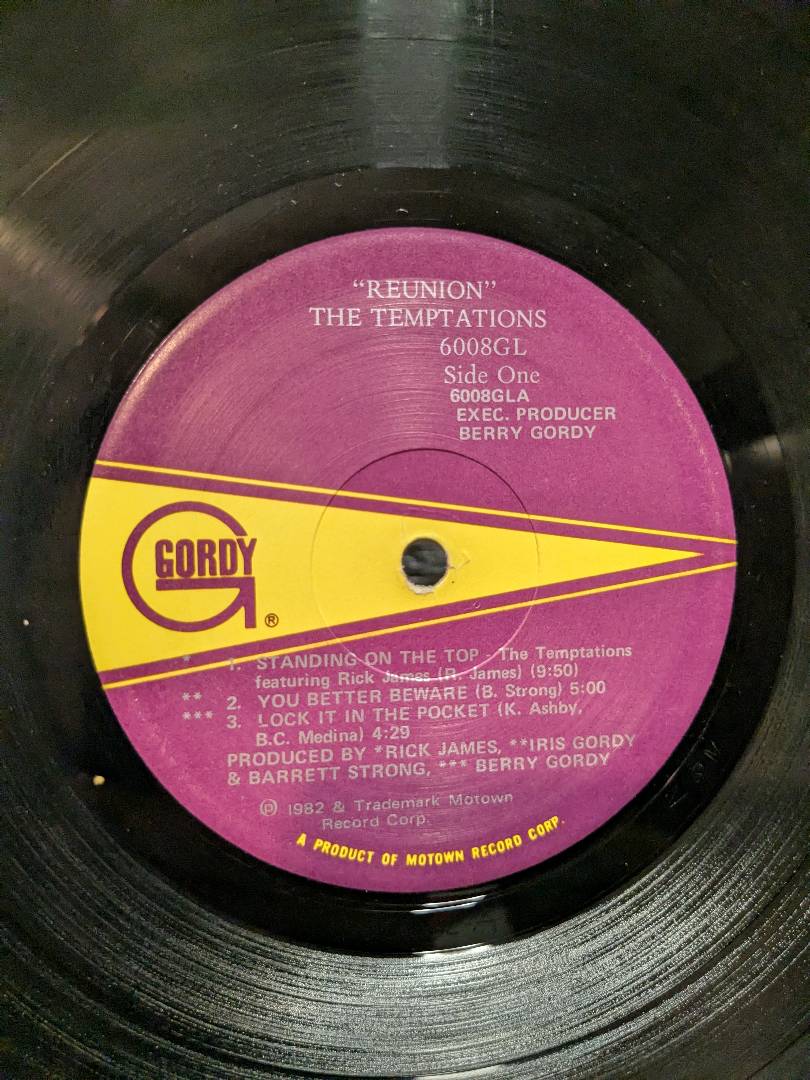 “REUNION”
THE TEMPTATIONS
6008GL
Side One
6008GLA
EXEC. PRODUCER
BERRY GORDY
GORDY
®
* 1. STANDING ON THE TOP - The Temptations
featuring Rick James (R. James) (9:50)
** 2. YOU BETTER BEWARE (B. Strong) 5:00
*** 3. LOCK IT IN THE POCKET (K. Ashby,
B.C. Medina) 4:29
PRODUCED BY *RICK JAMES, **IRIS GORDY
& BARRETT STRONG, *** BERRY GORDY
℗ 1982 & Trademark Motown
Record Corp.
A PRODUCT OF MOTOWN RECORD CORP.